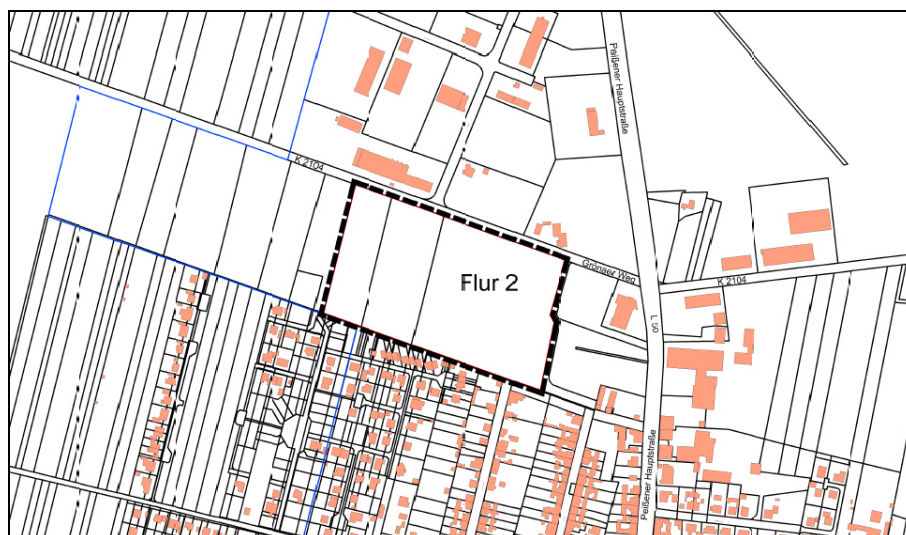 Peißener Hauptstraße
K 2104
Grönaer Weg
Flur 2
K 2104
L 50
Peißener Hauptstraße